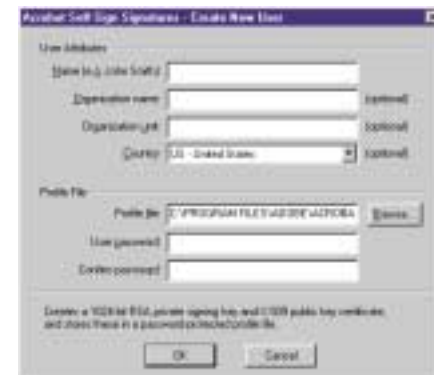 Acrobat Self-Sign Signatures - Create New User
User Attributes
Name (e.g. John Smith):
Organization name: (optional)
Organization unit: (optional)
Country: US - United States (optional)
Profile File
Profile file: C:\PROGRAM FILES\ADOBE\ACROBA Browse...
User password:
Confirm password:
Creates a 1024-bit RSA private signing key and X.509 public key certificate,
and stores these in a password-protected profile file.
OK Cancel